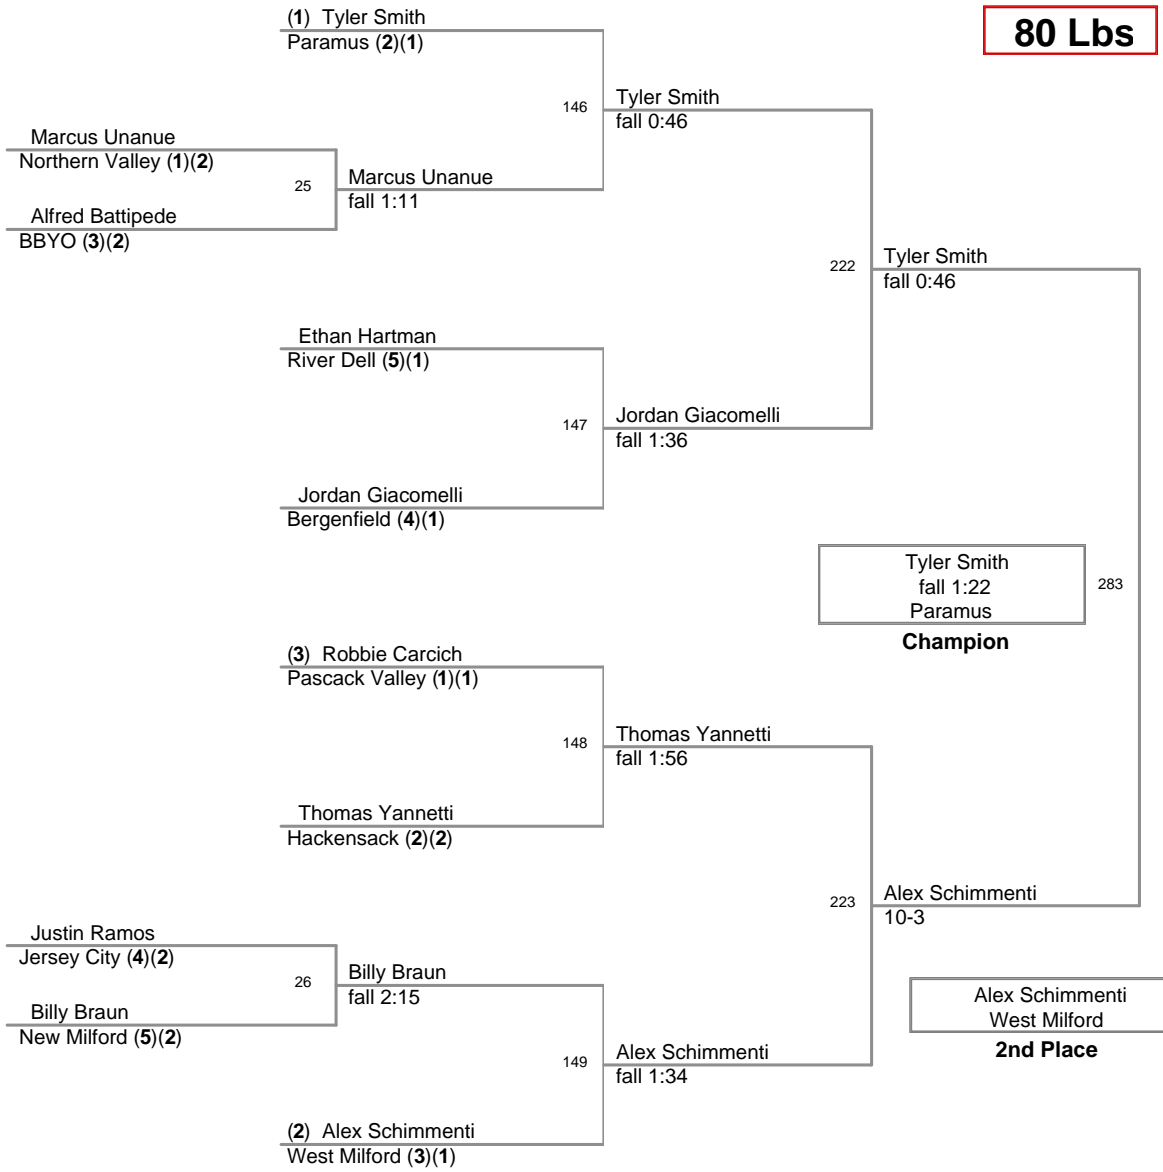 80 Lbs
(1) Tyler Smith
Paramus (2)(1)
146
Tyler Smith
fall 0:46
Marcus Unanue
Northern Valley (1)(2)
25
Marcus Unanue
fall 1:11
Alfred Battipede
BBYO (3)(2)
222
Tyler Smith
fall 0:46
Ethan Hartman
River Dell (5)(1)
147
Jordan Giacomelli
fall 1:36
Jordan Giacomelli
Bergenfield (4)(1)
Tyler Smith
fall 1:22
Paramus
283
Champion
(3) Robbie Carcich
Pascack Valley (1)(1)
148
Thomas Yannetti
fall 1:56
Thomas Yannetti
Hackensack (2)(2)
223
Alex Schimmenti
10-3
Justin Ramos
Jersey City (4)(2)
26
Billy Braun
fall 2:15
Billy Braun
New Milford (5)(2)
Alex Schimmenti
West Milford
2nd Place
149
Alex Schimmenti
fall 1:34
(2) Alex Schimmenti
West Milford (3)(1)